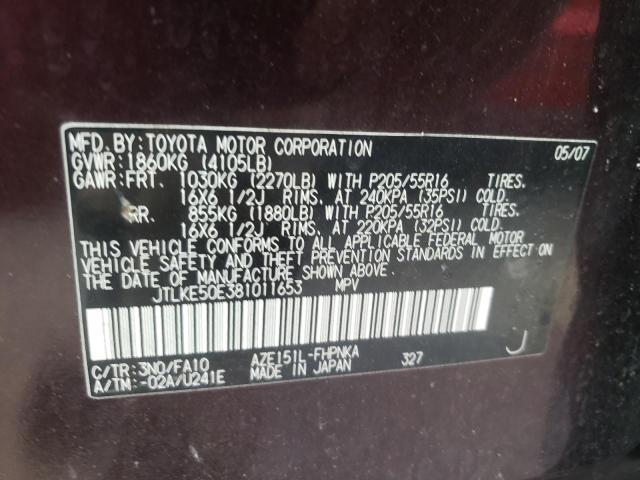 MFD. BY: TOYOTA MOTOR CORPORATION 05/07
GVWR: 1860KG (4105LB)
GAWR: FRT. 1030KG (2270LB) WITH P205/55R16 TIRES.
16X6 1/2J RIMS. AT 240KPA (35PSI) COLD.
RR. 855KG (1880LB) WITH P205/55R16 TIRES.
16X6 1/2J RIMS. AT 220KPA (32PSI) COLD.
THIS VEHICLE CONFORMS TO ALL APPLICABLE FEDERAL MOTOR
VEHICLE SAFETY AND THEFT PREVENTION STANDARDS IN EFFECT ON
THE DATE OF MANUFACTURE SHOWN ABOVE.
JTLKE50E381011653 MPV
C/TR: 3N0/FA10 AZE151L-FHPNKA 327
A/TM: -02A/U241E MADE IN JAPAN J